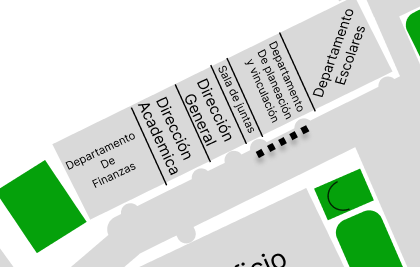 Departamento
De
Finanzas
Dirección
Academica
Dirección
General
Sala de juntas
Departamento
De planeación
y vinculación
Departamento
Escolares